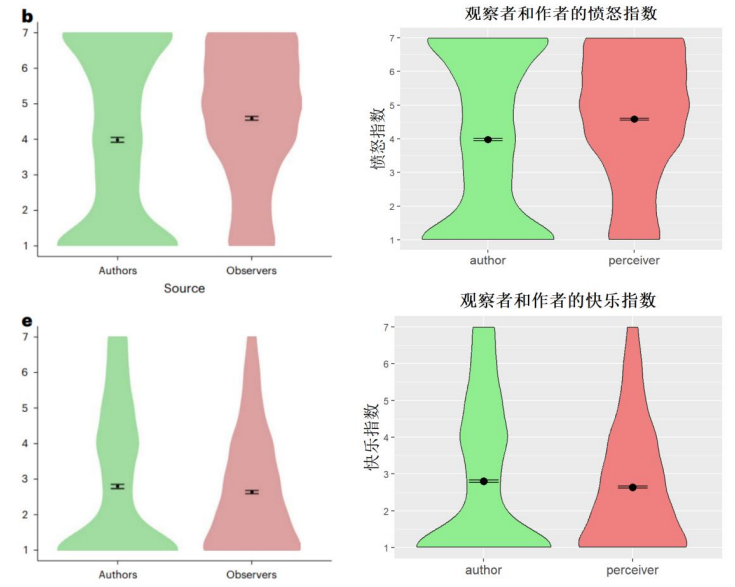 b
7
6
5
4
3
2
1
Authors
Observers
Source
观察者和作者的愤怒指数
愤怒指数
7
6
5
4
3
2
1
author
perceiver
e
7
6
5
4
3
2
1
Authors
Observers
观察者和作者的快乐指数
快乐指数
7
6
5
4
3
2
1
author
perceiver